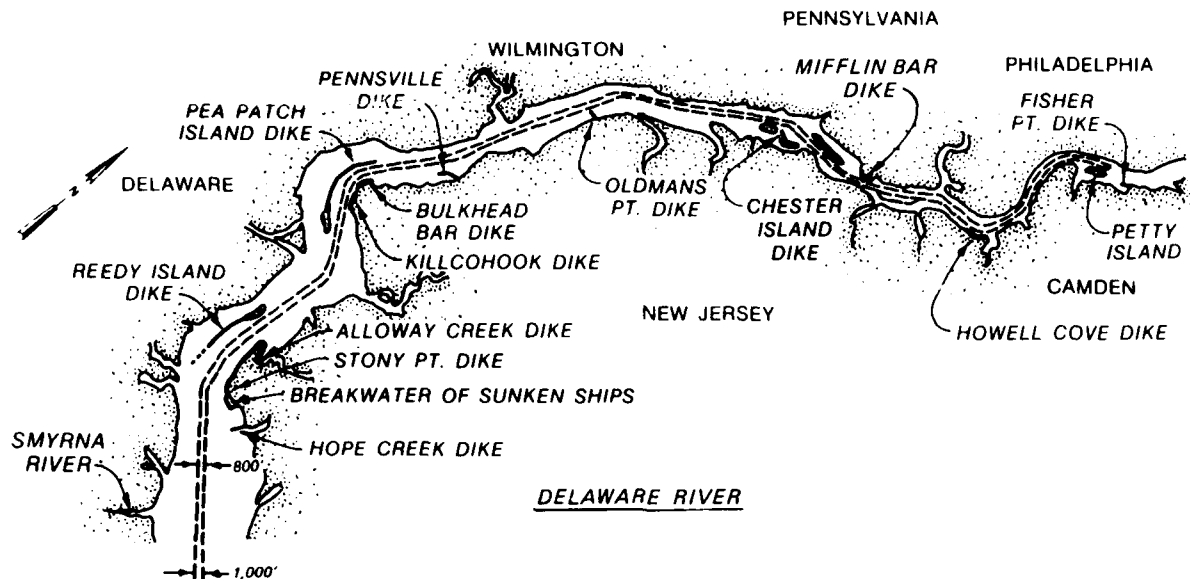 PENNSYLVANIA
WILMINGTON
PENNSVILLE
DIKE
MIFFLIN BAR
DIKE
PHILADELPHIA
FISHER
PT. DIKE
PEA PATCH
ISLAND DIKE
N
DELAWARE
OLDMANS
PT. DIKE
CHESTER
ISLAND
DIKE
PETTY
ISLAND
BULKHEAD
BAR DIKE
KILLCOHOOK DIKE
REEDY ISLAND
DIKE
CAMDEN
NEW JERSEY
HOWELL COVE DIKE
ALLOWAY CREEK DIKE
STONY PT. DIKE
BREAKWATER OF SUNKEN SHIPS
SMYRNA
RIVER
HOPE CREEK DIKE
800'
DELAWARE RIVER
1,000'